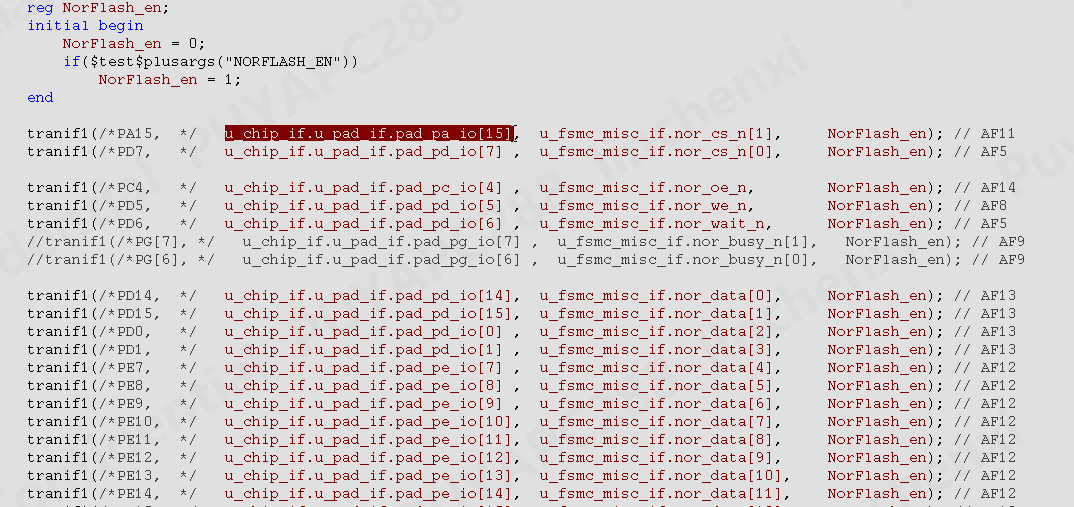 reg NorFlash_en;
initial begin
    NorFlash_en = 0;
    if($test$plusargs("NORFLASH_EN"))
        NorFlash_en = 1;
end
tranif1(/*PA15,  */   u_chip_if.u_pad_if.pad_pa_io[15],  u_fsmc_misc_if.nor_cs_n[1],      NorFlash_en); // AF11
tranif1(/*PD7,   */   u_chip_if.u_pad_if.pad_pd_io[7] ,  u_fsmc_misc_if.nor_cs_n[0],      NorFlash_en); // AF5
tranif1(/*PC4,   */   u_chip_if.u_pad_if.pad_pc_io[4] ,  u_fsmc_misc_if.nor_oe_n,        NorFlash_en); // AF14
tranif1(/*PD5,   */   u_chip_if.u_pad_if.pad_pd_io[5] ,  u_fsmc_misc_if.nor_we_n,        NorFlash_en); // AF8
tranif1(/*PD6,   */   u_chip_if.u_pad_if.pad_pd_io[6] ,  u_fsmc_misc_if.nor_wait_n,      NorFlash_en); // AF5
//tranif1(/*PG[7], */   u_chip_if.u_pad_if.pad_pg_io[7] ,  u_fsmc_misc_if.nor_busy_n[1],   NorFlash_en); // AF9
//tranif1(/*PG[6], */   u_chip_if.u_pad_if.pad_pg_io[6] ,  u_fsmc_misc_if.nor_busy_n[0],   NorFlash_en); // AF9
tranif1(/*PD14,  */   u_chip_if.u_pad_if.pad_pd_io[14],  u_fsmc_misc_if.nor_data[0],      NorFlash_en); // AF13
tranif1(/*PD15,  */   u_chip_if.u_pad_if.pad_pd_io[15],  u_fsmc_misc_if.nor_data[1],      NorFlash_en); // AF13
tranif1(/*PD0,   */   u_chip_if.u_pad_if.pad_pd_io[0] ,  u_fsmc_misc_if.nor_data[2],      NorFlash_en); // AF13
tranif1(/*PD1,   */   u_chip_if.u_pad_if.pad_pd_io[1] ,  u_fsmc_misc_if.nor_data[3],      NorFlash_en); // AF13
tranif1(/*PE7,   */   u_chip_if.u_pad_if.pad_pe_io[7] ,  u_fsmc_misc_if.nor_data[4],      NorFlash_en); // AF12
tranif1(/*PE8,   */   u_chip_if.u_pad_if.pad_pe_io[8] ,  u_fsmc_misc_if.nor_data[5],      NorFlash_en); // AF12
tranif1(/*PE9,   */   u_chip_if.u_pad_if.pad_pe_io[9] ,  u_fsmc_misc_if.nor_data[6],      NorFlash_en); // AF12
tranif1(/*PE10,  */   u_chip_if.u_pad_if.pad_pe_io[10],  u_fsmc_misc_if.nor_data[7],      NorFlash_en); // AF12
tranif1(/*PE11,  */   u_chip_if.u_pad_if.pad_pe_io[11],  u_fsmc_misc_if.nor_data[8],      NorFlash_en); // AF12
tranif1(/*PE12,  */   u_chip_if.u_pad_if.pad_pe_io[12],  u_fsmc_misc_if.nor_data[9],      NorFlash_en); // AF12
tranif1(/*PE13,  */   u_chip_if.u_pad_if.pad_pe_io[13],  u_fsmc_misc_if.nor_data[10],    NorFlash_en); // AF12
tranif1(/*PE14,  */   u_chip_if.u_pad_if.pad_pe_io[14],  u_fsmc_misc_if.nor_data[11],    NorFlash_en); // AF12